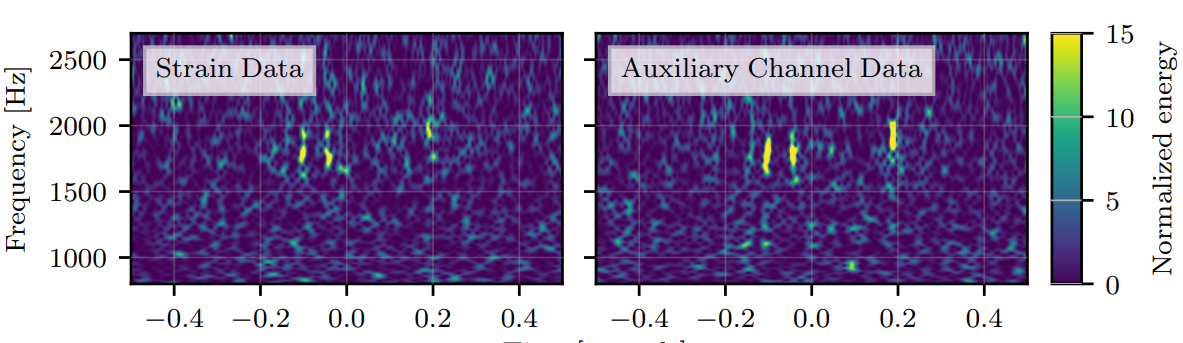 Strain Data
Auxiliary Channel Data
Frequency [Hz]
2500
2000
1500
1000
−0.4 −0.2 0.0 0.2 0.4
−0.4 −0.2 0.0 0.2 0.4
15
10
5
0
Normalized energy